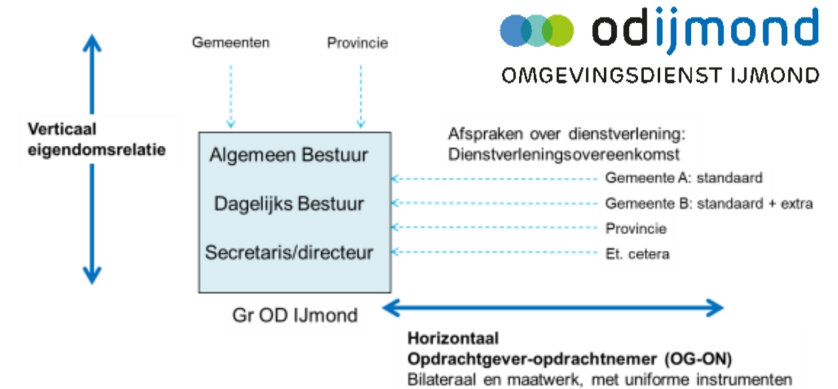 odijmond
OMGEVINGSDIENST IJMOND
Gemeenten
Provincie
Verticaal
eigendomsrelatie
Algemeen Bestuur
Dagelijks Bestuur
Secretaris/directeur
Gr OD IJmond
Afspraken over dienstverlening:
Dienstverleningsovereenkomst
Gemeente A: standaard
Gemeente B: standaard + extra
Provincie
Et. cetera
Horizontaal
Opdrachtgever-opdrachtnemer (OG-ON)
Bilateraal en maatwerk, met uniforme instrumenten